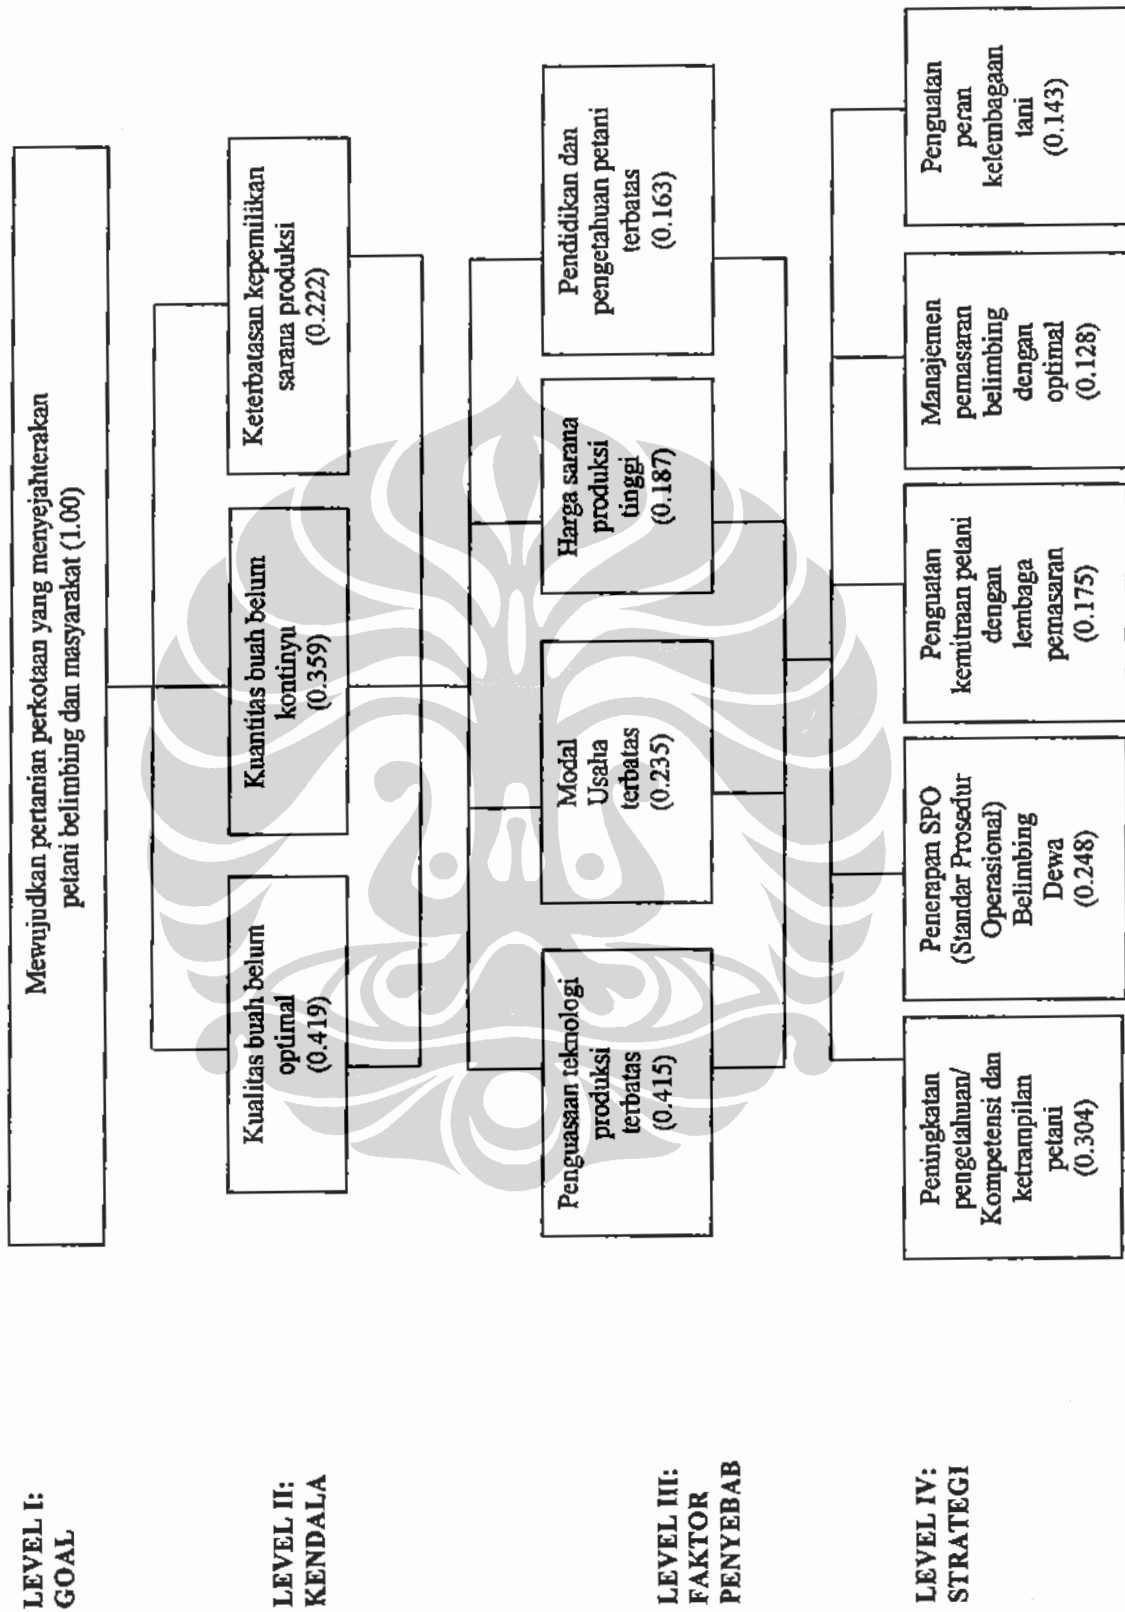 LEVEL I:
GOAL
Mewujudkan pertanian perkotaan yang menyejahterakan
petani belimbing dan masyarakat (1.00)
LEVEL II:
KENDALA
Kualitas buah belum
optimal
(0.419)
Kuantitas buah belum
kontinyu
(0.359)
Keterbatasan kepemilikan
sarana produksi
(0.222)
LEVEL III:
FAKTOR
PENYEBAB
Penguasaan teknologi
produksi
terbatas
(0.415)
Modal
Usaha
terbatas
(0.235)
Harga sarana
produksi
tinggi
(0.187)
Pendidikan dan
pengetahuan petani
terbatas
(0.163)
LEVEL IV:
STRATEGI
Peningkatan
pengetahuan/
Kompetensi dan
ketrampilan
petani
(0.304)
Penerapan SPO
(Standar Prosedur
Operasional)
Belimbing
Dewa
(0.248)
Penguatan
kemitraan petani
dengan
lembaga
pemasaran
(0.175)
Manajemen
pemasaran
belimbing
dengan
optimal
(0.128)
Penguatan
peran
kelembagaan
tani
(0.143)